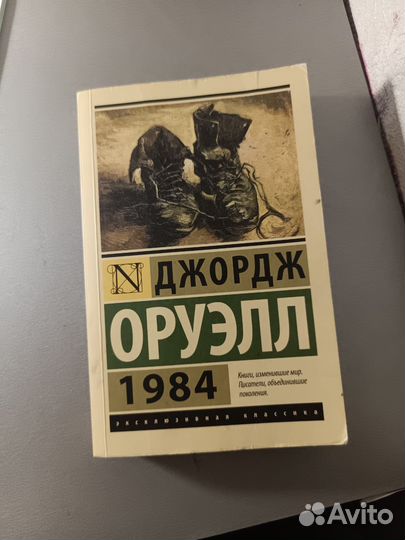 N
ДЖОРДЖ
ОРУЭЛЛ
1984
Книги, изменившие мир.
Писатели, объединившие
поколения.
ЭКСКЛЮЗИВНАЯ КЛАССИКА
Avito